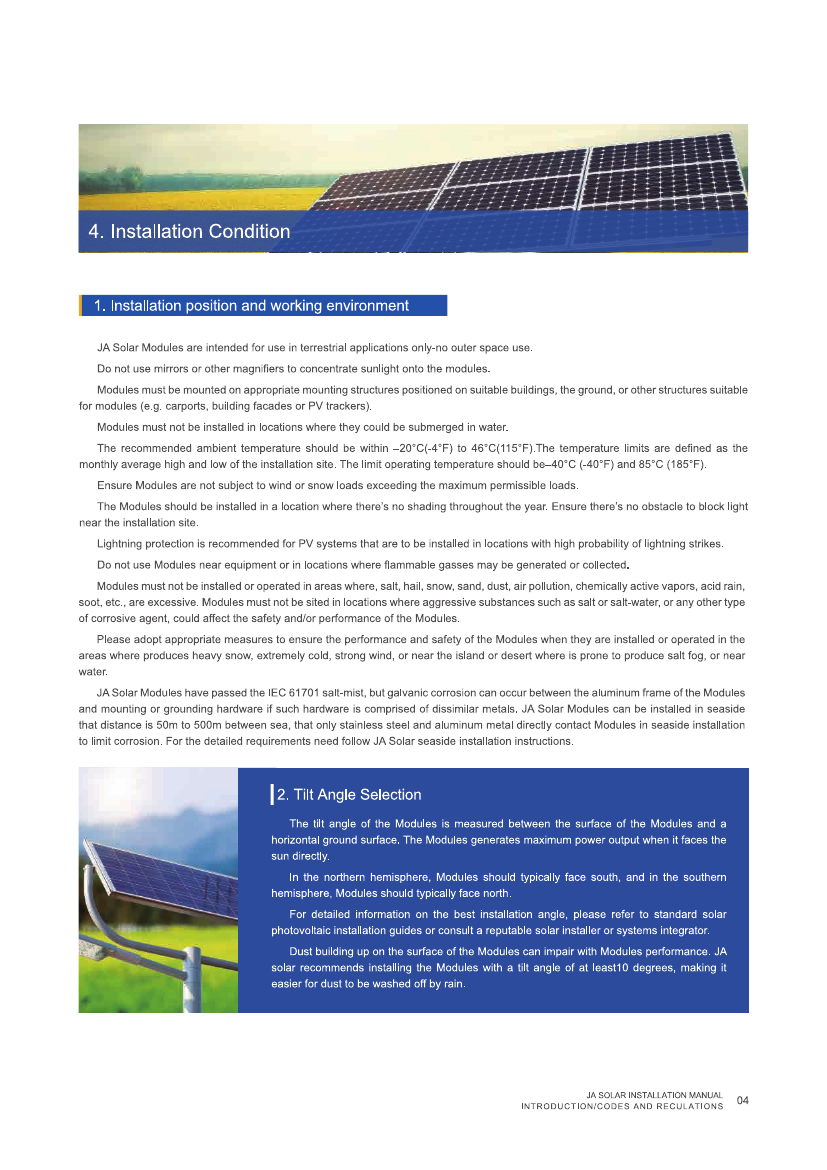 4. Installation Condition
1. Installation position and working environment
JA Solar Modules are intended for use in terrestrial applications only-no outer space use.
Do not use mirrors or other magnifiers to concentrate sunlight onto the modules.
Modules must be mounted on appropriate mounting structures positioned on suitable buildings, the ground, or other structures suitable
for modules (e.g. carports, building facades or PV trackers).
Modules must not be installed in locations where they could be submerged in water.
The recommended ambient temperature should be within –20°C(-4°F) to 46°C(115°F).The temperature limits are defined as the
monthly average high and low of the installation site. The limit operating temperature should be–40°C (-40°F) and 85°C (185°F).
Ensure Modules are not subject to wind or snow loads exceeding the maximum permissible loads.
The Modules should be installed in a location where there's no shading throughout the year. Ensure there's no obstacle to block light
near the installation site.
Lightning protection is recommended for PV systems that are to be installed in locations with high probability of lightning strikes.
Do not use Modules near equipment or in locations where flammable gasses may be generated or collected.
Modules must not be installed or operated in areas where, salt, hail, snow, sand, dust, air pollution, chemically active vapors, acid rain,
soot, etc., are excessive. Modules must not be sited in locations where aggressive substances such as salt or salt-water, or any other type
of corrosive agent, could affect the safety and/or performance of the Modules.
Please adopt appropriate measures to ensure the performance and safety of the Modules when they are installed or operated in the
areas where produces heavy snow, extremely cold, strong wind, or near the island or desert where is prone to produce salt fog, or near
water.
JA Solar Modules have passed the IEC 61701 salt-mist, but galvanic corrosion can occur between the aluminum frame of the Modules
and mounting or grounding hardware if such hardware is comprised of dissimilar metals. JA Solar Modules can be installed in seaside
that distance is 50m to 500m between sea, that only stainless steel and aluminum metal directly contact Modules in seaside installation
to limit corrosion. For the detailed requirements need follow JA Solar seaside installation instructions.
2. Tilt Angle Selection
The tilt angle of the Modules is measured between the surface of the Modules and a
horizontal ground surface. The Modules generates maximum power output when it faces the
sun directly.
In the northern hemisphere, Modules should typically face south, and in the southern
hemisphere, Modules should typically face north.
For detailed information on the best installation angle, please refer to standard solar
photovoltaic installation guides or consult a reputable solar installer or systems integrator.
Dust building up on the surface of the Modules can impair with Modules performance. JA
solar recommends installing the Modules with a tilt angle of at least10 degrees, making it
easier for dust to be washed off by rain.
JA SOLAR INSTALLATION MANUAL
INTRODUCTION/CODES AND RECULATIONS
04